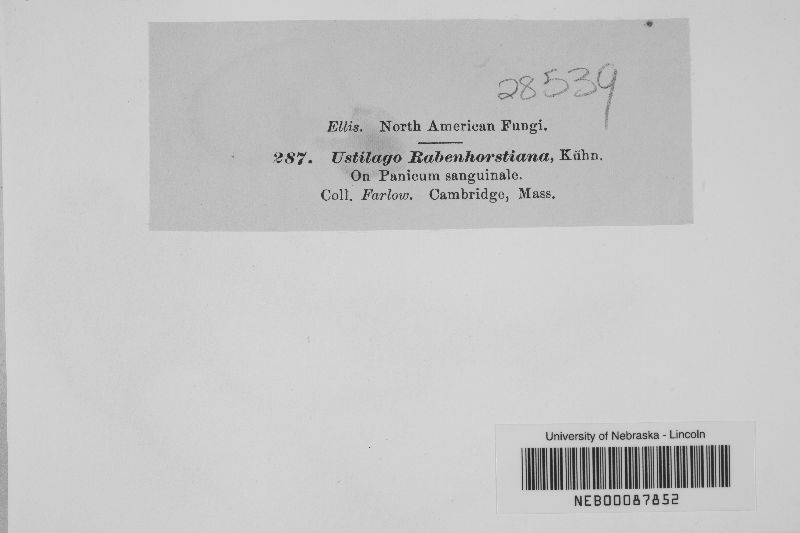 28539
Ellis. North American Fungi.
287. Ustilago Rabenhorstiana, Kühn.
On Panicum sanguinale.
Coll. Farlow. Cambridge, Mass.
University of Nebraska - Lincoln
NEB00087852